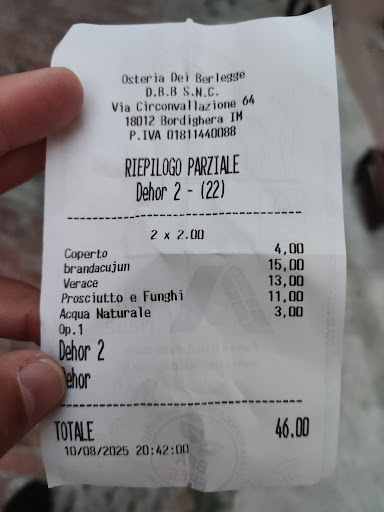 Osteria Dei Berlegge
D.B.B S.N.C.
Via Circonvallazione 64
18012 Bordighera IM
P.IVA 01811440088
RIEPILOGO PARZIALE
Dehor 2 - (22)
2 x 2.00
Coperto 4,00
brandacujun 15,00
Verace 13,00
Prosciutto e Funghi 11,00
Acqua Naturale 3,00
Op.1
Dehor 2
Dehor
TOTALE 46.00
10/08/2025 20:42:00